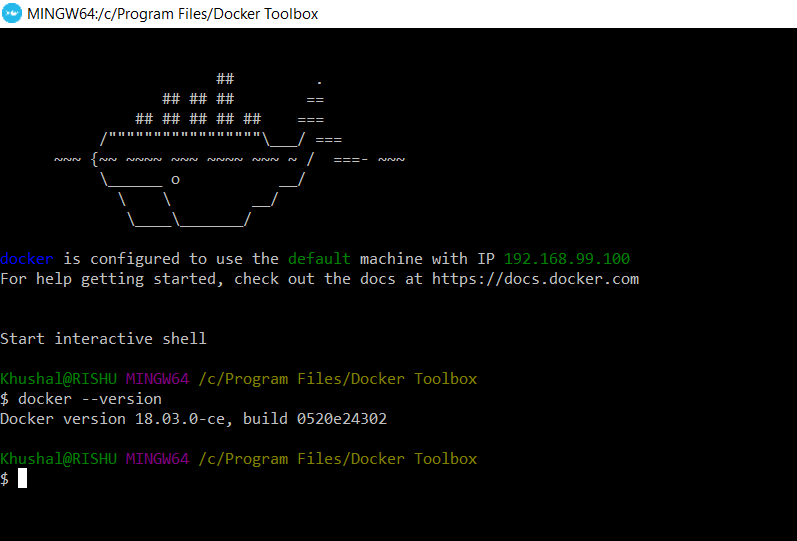 MINGW64:/c/Program Files/Docker Toolbox
                        ##         .
                  ## ## ##        ==
               ## ## ## ## ##    ===
           /"""""""""""""""""\___/ ===
      ~~~ {~~ ~~~~ ~~~ ~~~~ ~~~ ~ /  ===- ~~~
           \______ o           __/
             \    \         __/
              \____\_______/
docker is configured to use the default machine with IP 192.168.99.100
For help getting started, check out the docs at https://docs.docker.com
Start interactive shell
Khushal@RISHU MINGW64 /c/Program Files/Docker Toolbox
$ docker --version
Docker version 18.03.0-ce, build 0520e24302
Khushal@RISHU MINGW64 /c/Program Files/Docker Toolbox
$